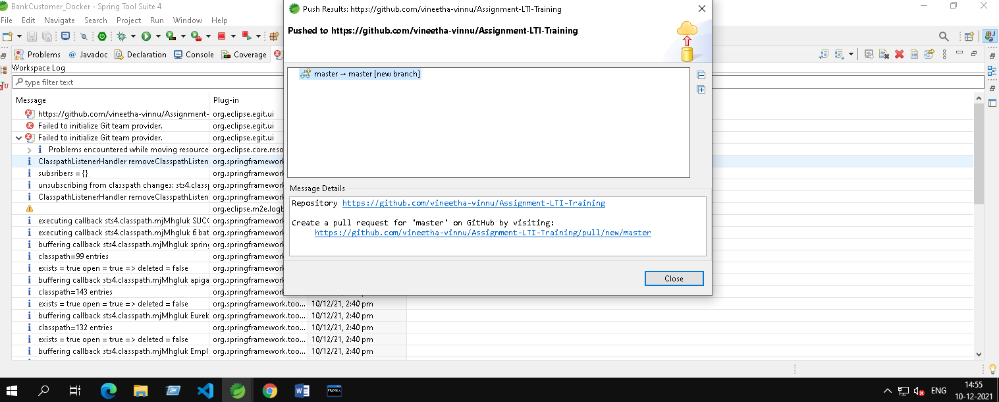 BankCustomer_Docker - Spring Tool Suite 4
File Edit Navigate Search Project Run Window Help
Problems @ Javadoc Declaration Console Coverage
Workspace Log
type filter text
Message Plug-in
https://github.com/vineetha-vinnu/Assignment- org.eclipse.egit.ui
Failed to initialize Git team provider. org.eclipse.egit.ui
Failed to initialize Git team provider. org.eclipse.egit.ui
Problems encountered while moving resource org.eclipse.core.reso
ClasspathListenerHandler removeClasspathListen org.springframework
subsribers = {} org.springframework
unsubscribing from classpath changes: sts4.classp org.springframework
ClasspathListenerHandler removeClasspathListen org.springframework
org.eclipse.m2e.logb
executing callback sts4.classpath.mjMhgluk SUCC org.springframework
executing callback sts4.classpath.mjMhgluk 6 bat org.springframework
buffering callback sts4.classpath.mjMhgluk spring org.springframework
classpath=99 entries org.springframework
exists = true open = true => deleted = false org.springframework
buffering callback sts4.classpath.mjMhgluk apiga org.springframework
classpath=143 entries org.springframework
exists = true open = true => deleted = false org.springframework.too... 10/12/21, 2:40 pm
buffering callback sts4.classpath.mjMhgluk Eurek org.springframework.too... 10/12/21, 2:40 pm
classpath=132 entries org.springframework.too... 10/12/21, 2:40 pm
exists = true open = true => deleted = false org.springframework.too... 10/12/21, 2:40 pm
buffering callback sts4.classpath.mjMhgluk Empl org.springframework.too... 10/12/21, 2:40 pm
Push Results: https://github.com/vineetha-vinnu/Assignment-LTI-Training
Pushed to https://github.com/vineetha-vinnu/Assignment-LTI-Training
master → master [new branch]
Message Details
Repository https://github.com/vineetha-vinnu/Assignment-LTI-Training
Create a pull request for 'master' on GitHub by visiting:
https://github.com/vineetha-vinnu/Assignment-LTI-Training/pull/new/master
Close
ENG
14:55
10-12-2021